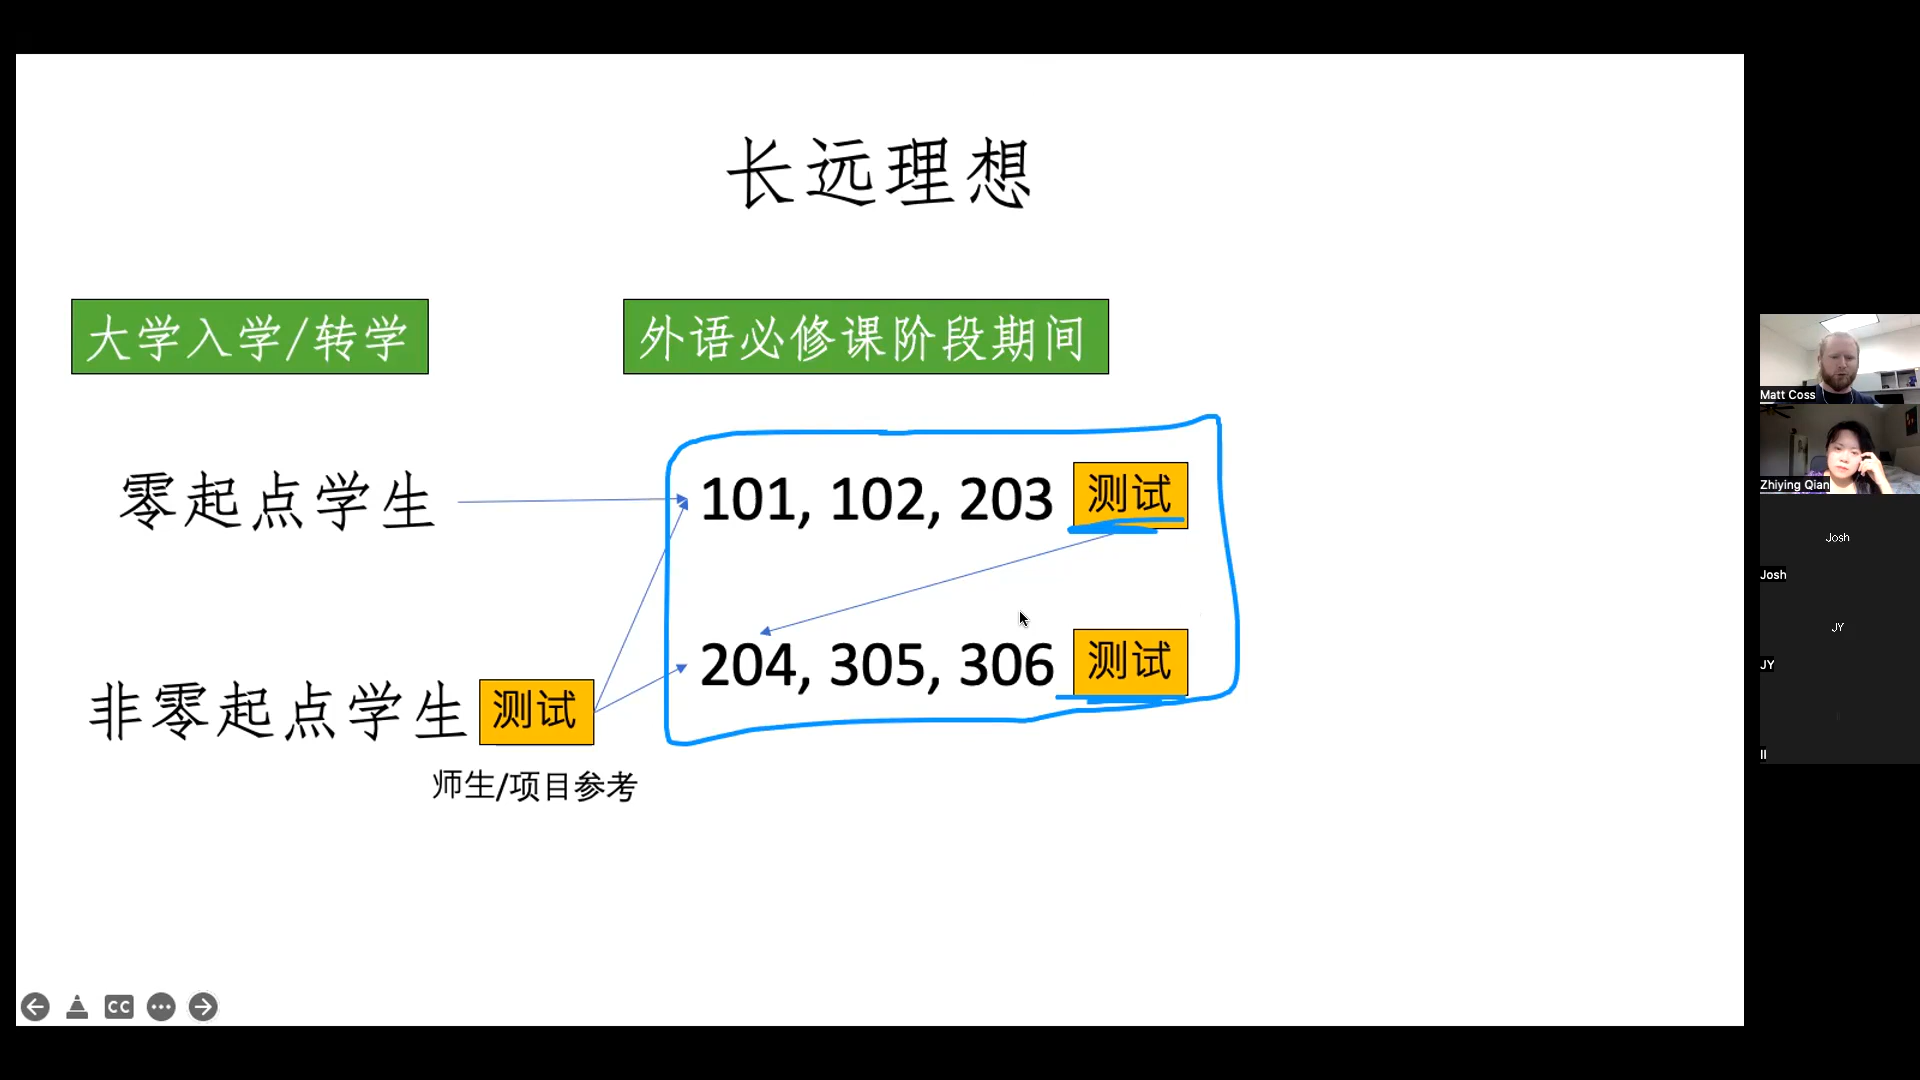 长远理想
大学入学/转学
外语必修课阶段期间
零起点学生
101, 102, 203 测试
204, 305, 306 测试
非零起点学生 测试
师生/项目参考
CC
Matt Coss
Zhiying Qian
Josh
Josh
JY
JY
II